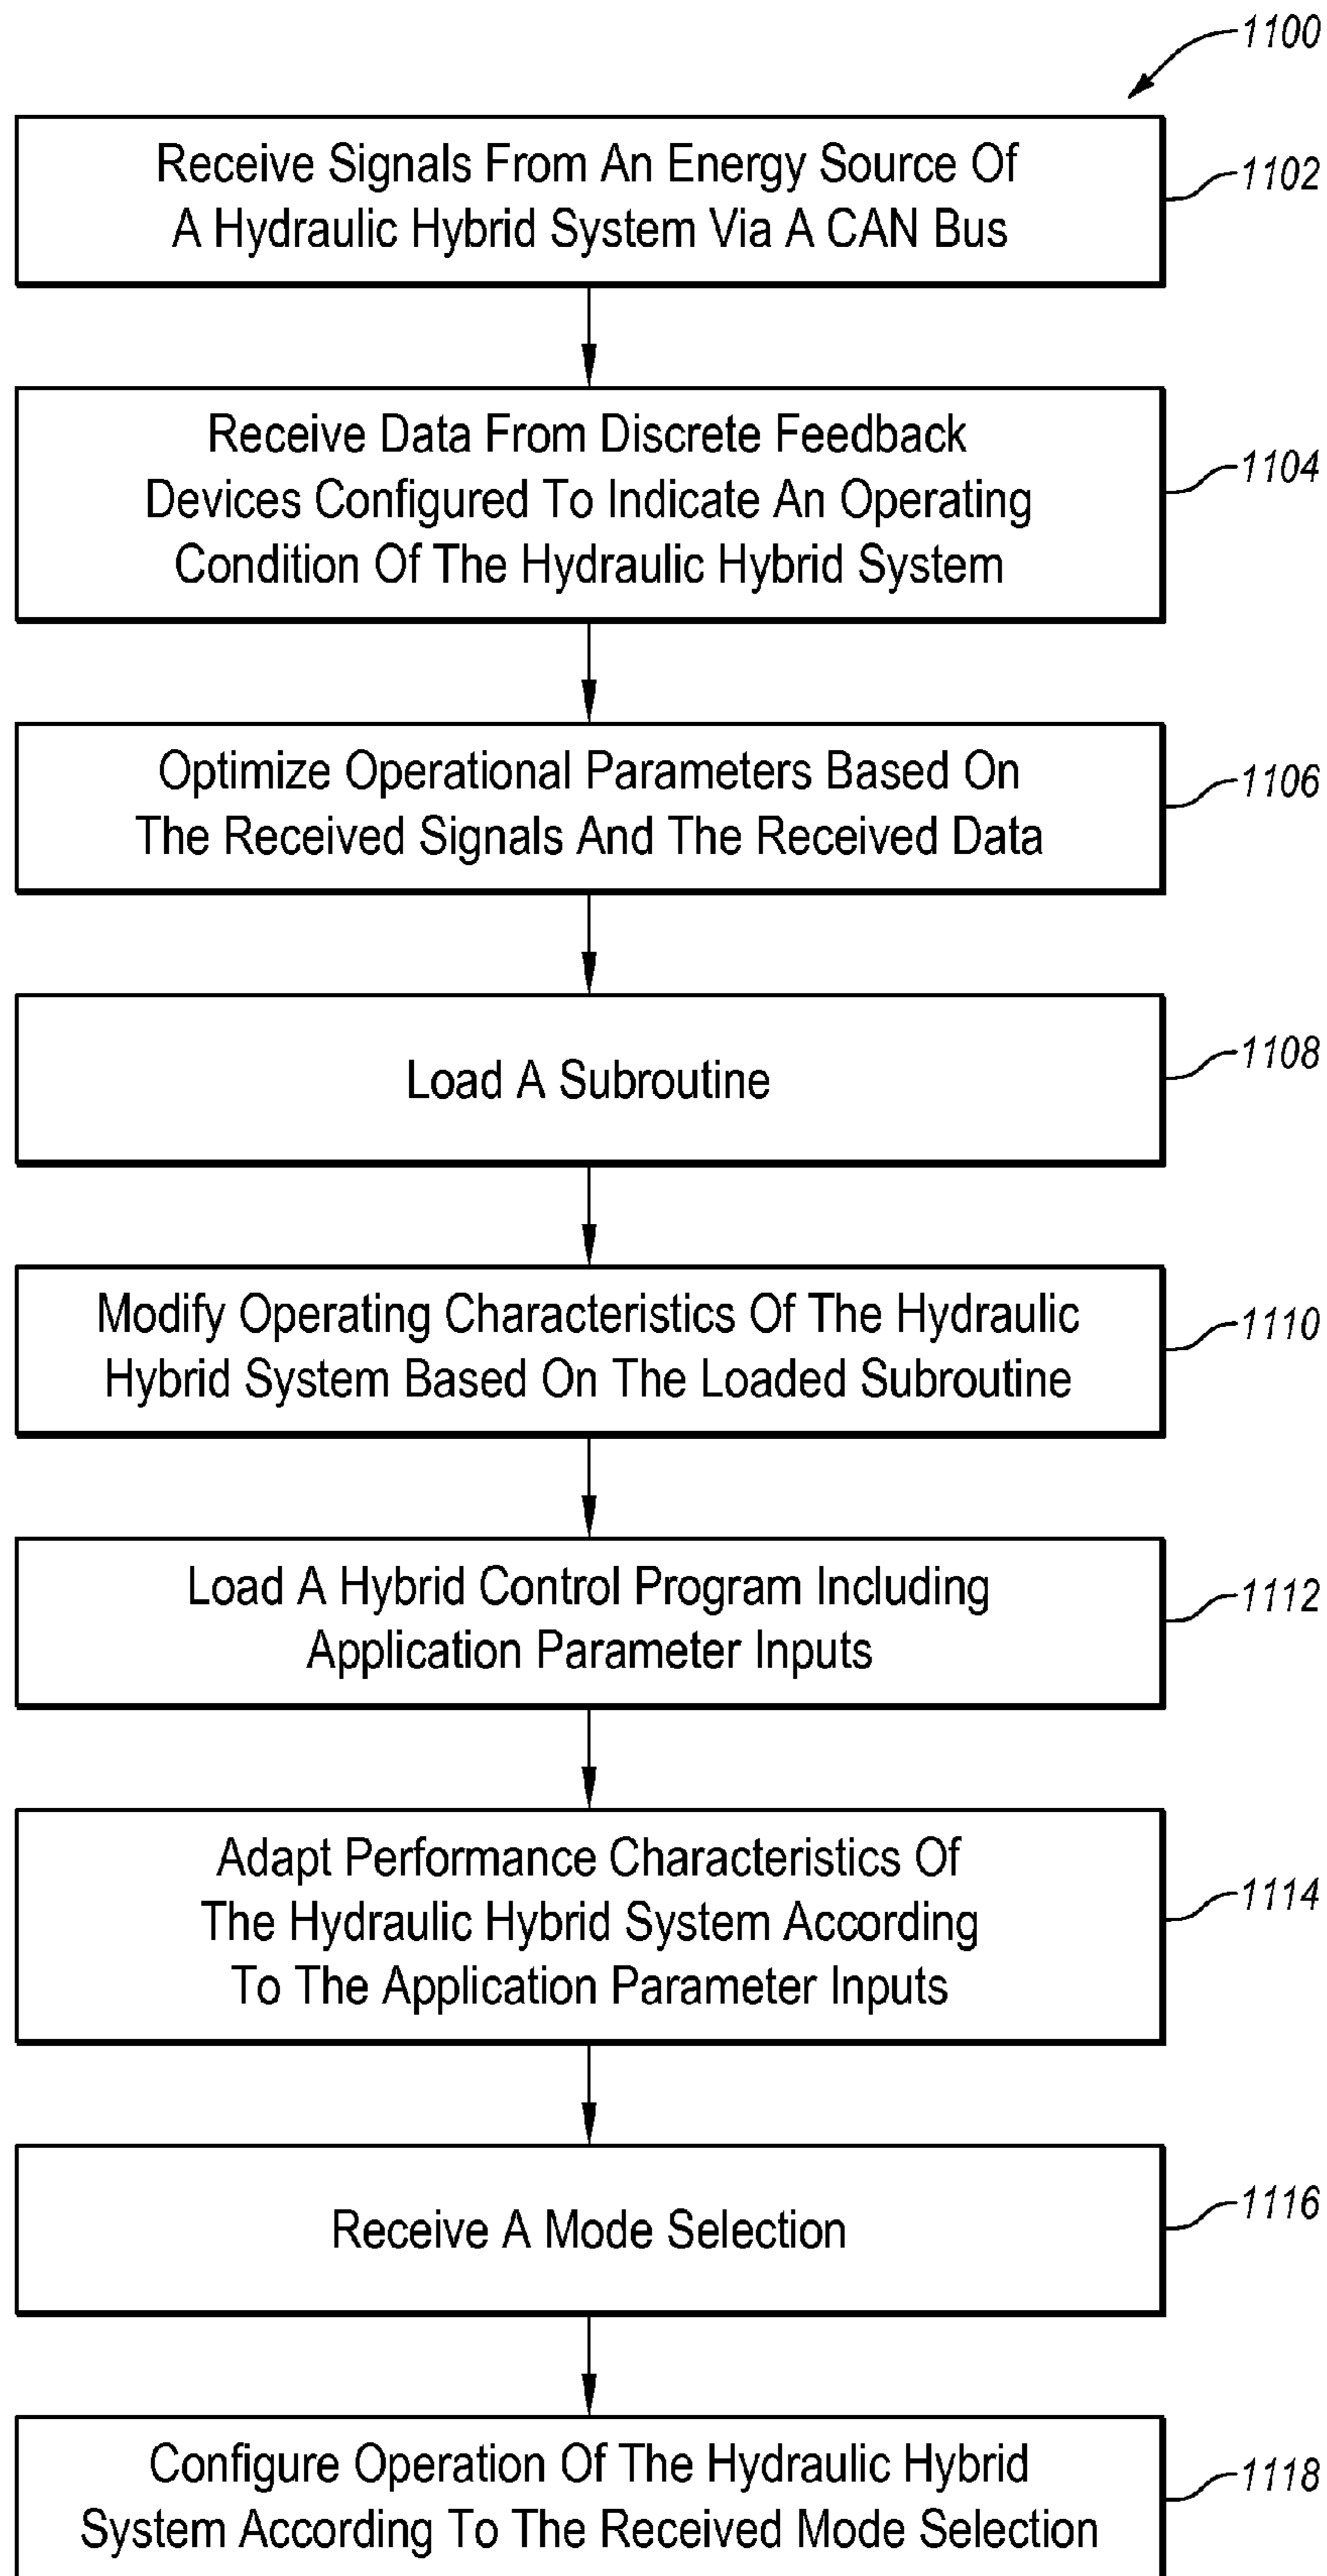 1100
Receive Signals From An Energy Source Of
A Hydraulic Hybrid System Via A CAN Bus
1102
Receive Data From Discrete Feedback
Devices Configured To Indicate An Operating
Condition Of The Hydraulic Hybrid System
1104
Optimize Operational Parameters Based On
The Received Signals And The Received Data
1106
Load A Subroutine
1108
Modify Operating Characteristics Of The Hydraulic
Hybrid System Based On The Loaded Subroutine
1110
Load A Hybrid Control Program Including
Application Parameter Inputs
1112
Adapt Performance Characteristics Of
The Hydraulic Hybrid System According
To The Application Parameter Inputs
1114
Receive A Mode Selection
1116
Configure Operation Of The Hydraulic Hybrid
System According To The Received Mode Selection
1118